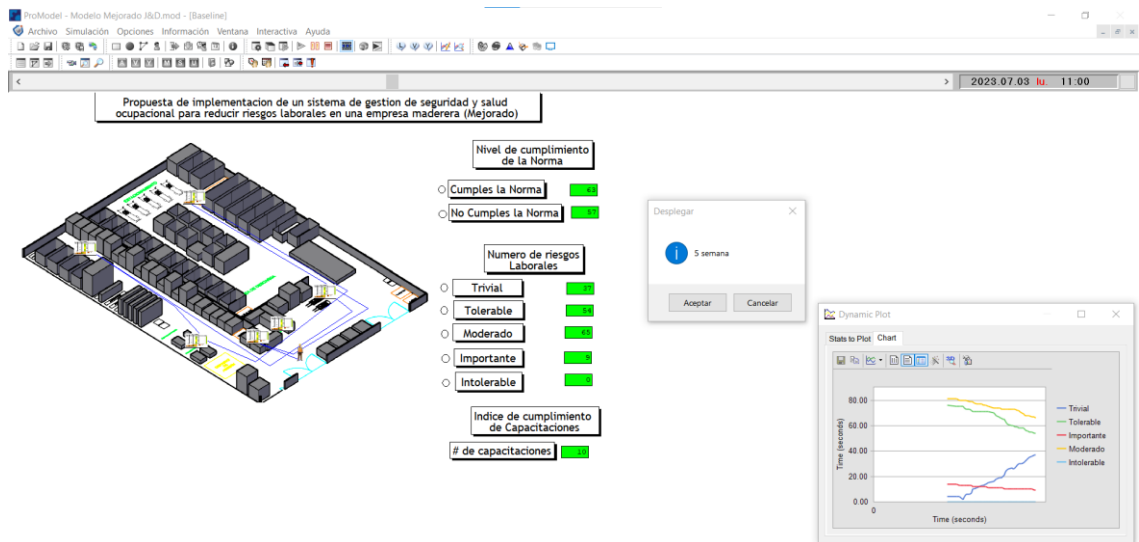 ProModel - Modelo Mejorado J&D.mod - [Baseline]
Archivo Simulación Opciones Información Ventana Interactiva Ayuda
2023.07.03 lu. 11:00
Propuesta de implementacion de un sistema de gestion de seguridad y salud
ocupacional para reducir riesgos laborales en una empresa maderera (Mejorado)
Nivel de cumplimiento
de la Norma
Cumples la Norma
No Cumples la Norma 57
Numero de riesgos
Laborales
Trivial 37
Tolerable 54
Moderado
Importante
Intolerable 0
Indice de cumplimiento
de Capacitaciones
# de capacitaciones 10
Desplegar
5 semana
Aceptar Cancelar
Dynamic Plot
Stats to Plot Chart
80.00
60.00
40.00
20.00
0.00
0
Time (seconds)
Time (seconds)
Trivial
Tolerable
Importante
Moderado
Intolerable